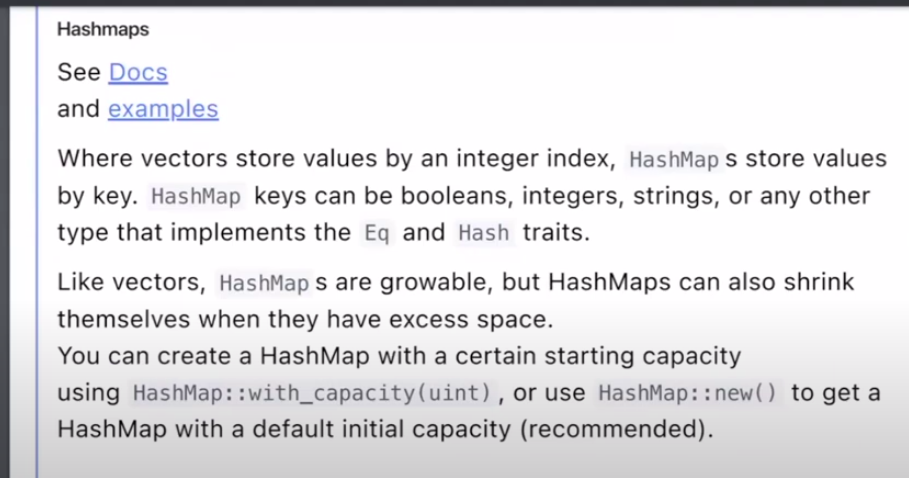 Hashmaps
See Docs
and examples
Where vectors store values by an integer index, HashMap s store values
by key. HashMap keys can be booleans, integers, strings, or any other
type that implements the Eq and Hash traits.
Like vectors, HashMap s are growable, but HashMaps can also shrink
themselves when they have excess space.
You can create a HashMap with a certain starting capacity
using HashMap::with_capacity(uint), or use HashMap::new() to get a
HashMap with a default initial capacity (recommended).